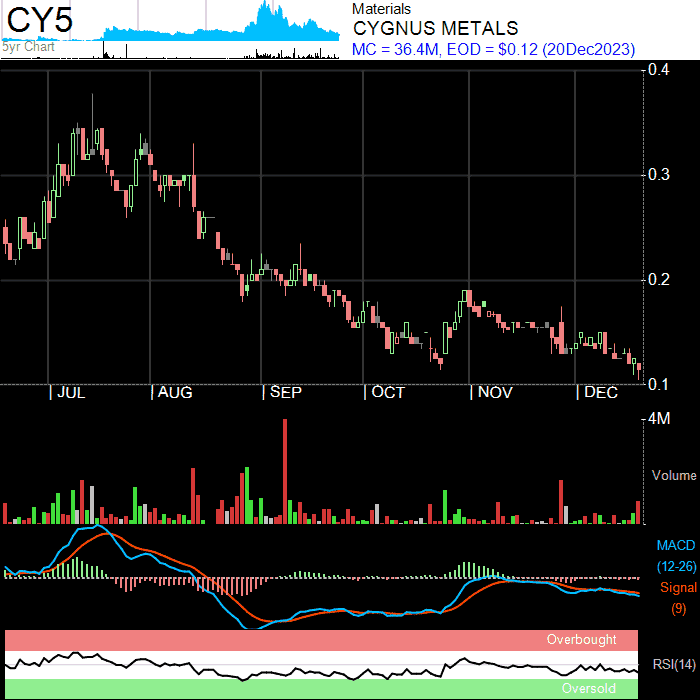 CY5
5yr Chart
Materials
CYGNUS METALS
MC = 36.4M, EOD = $0.12 (20Dec2023)
0.4
0.3
0.2
0.1
JUL
AUG
SEP
OCT
NOV
DEC
4M
Volume
MACD
(12-26)
Signal
(9)
Overbought
RSI(14)
Oversold